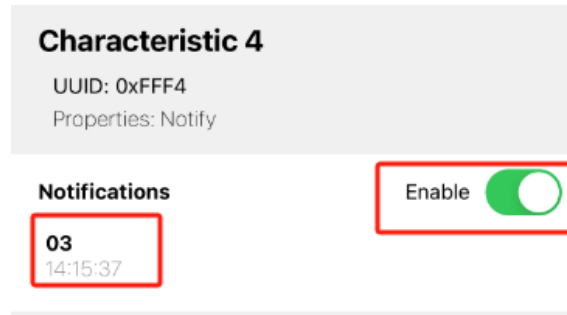 Characteristic 4
UUID: 0xFFF4
Properties: Notify
Notifications
Enable
03
14:15:37